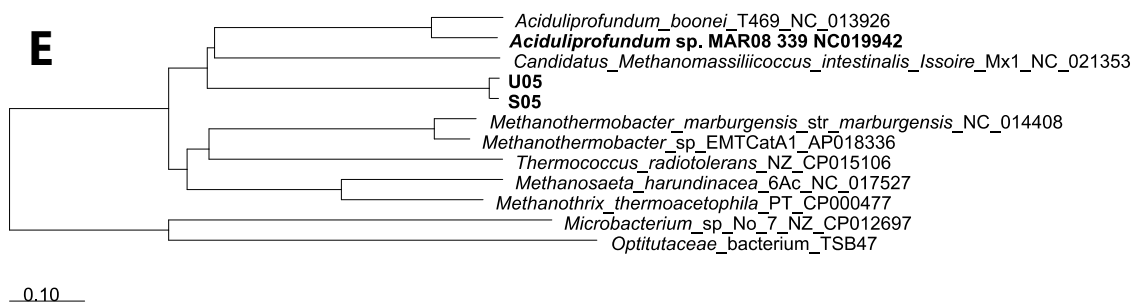 E
Aciduliprofundum_boonei_T469_NC_013926
Aciduliprofundum sp. MAR08 339 NC019942
Candidatus_Methanomassiliicoccus_intestinalis_Issoire_Mx1_NC_021353
U05
S05
Methanothermobacter_marburgensis_str_marburgensis_NC_014408
Methanothermobacter_sp_EMTCatA1_AP018336
Thermococcus_radiotolerans_NZ_CP015106
Methanosaeta_harundinacea_6Ac_NC_017527
Methanothrix_thermoacetophila_PT_CP000477
Microbacterium_sp_No_7_NZ_CP012697
Optitutaceae_bacterium_TSB47
0.10